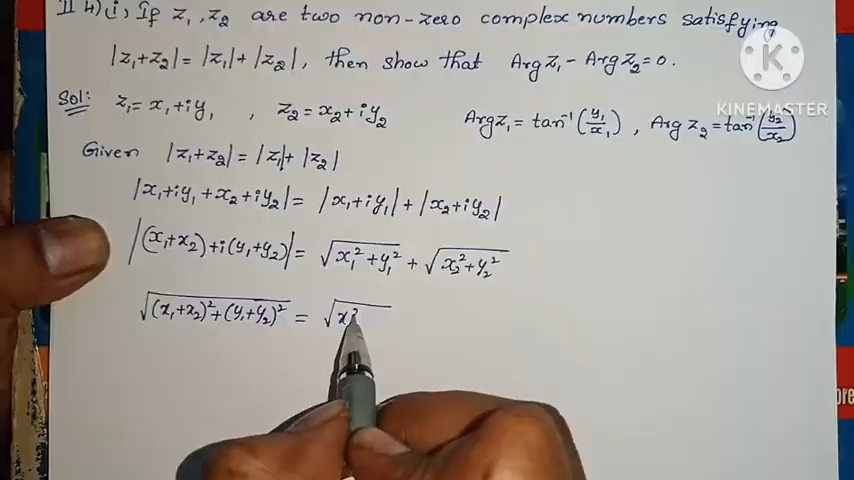 II 4) (i) If z₁, z₂ are two non-zero complex numbers satisfying
|z₁+z₂| = |z₁| + |z₂|, then show that Arg z₁ - Arg z₂ = 0.
Sol: z₁ = x₁ + iy₁ , z₂ = x₂ + iy₂ Arg z₁ = tan⁻¹(y₁/x₁) , Arg z₂ = tan⁻¹(y₂/x₂)
KINEMASTER
Given |z₁+z₂| = |z₁| + |z₂|
|x₁+iy₁+x₂+iy₂| = |x₁+iy₁| + |x₂+iy₂|
|(x₁+x₂)+i(y₁+y₂)| = √(x₁²+y₁²) + √(x₂²+y₂²)
√((x₁+x₂)²+(y₁+y₂)²) = √x²